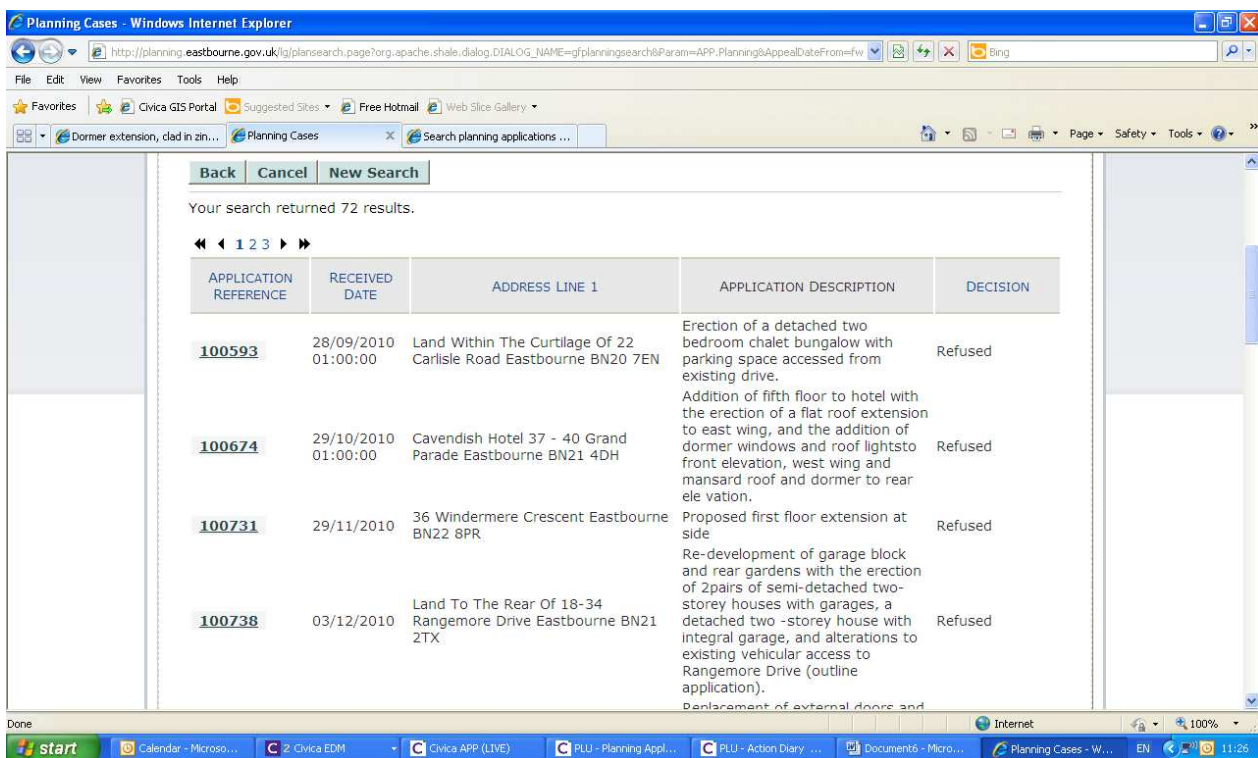 Planning Cases - Windows Internet Explorer
http://planning.eastbourne.gov.uk/lg/plansearch.page?org.apache.shale.dialog.DIALOG_NAME=gfplanningsearch&Param=APP.Planning&AppealDateFrom=fw
Bing
File Edit View Favorites Tools Help
Favorites Civica GIS Portal Suggested Sites Free Hotmail Web Slice Gallery
Dormer extension, clad in zin... Planning Cases Search planning applications ... Page Safety Tools
Back Cancel New Search
Your search returned 72 results.
1 2 3
APPLICATION REFERENCE RECEIVED DATE ADDRESS LINE 1 APPLICATION DESCRIPTION DECISION
100593
28/09/2010
01:00:00
Land Within The Curtilage Of 22
Carlisle Road Eastbourne BN20 7EN
Erection of a detached two
bedroom chalet bungalow with
parking space accessed from
existing drive.
Refused
100674
29/10/2010
01:00:00
Cavendish Hotel 37 - 40 Grand
Parade Eastbourne BN21 4DH
Addition of fifth floor to hotel with
the erection of a flat roof extension
to east wing, and the addition of
dormer windows and roof lightsto
front elevation, west wing and
mansard roof and dormer to rear
ele vation.
Refused
100731
29/11/2010
36 Windermere Crescent Eastbourne
BN22 8PR
Proposed first floor extension at
side
Refused
100738
03/12/2010
Land To The Rear Of 18-34
Rangemore Drive Eastbourne BN21
2TX
Re-development of garage block
and rear gardens with the erection
of 2pairs of semi-detached two-
storey houses with garages, a
detached two -storey house with
integral garage, and alterations to
existing vehicular access to
Rangemore Drive (outline
application).
Refused
Replacement of external doors and
Done Internet 100%
start Calendar - Microso... 2 Civica EDM Civica APP (LIVE) PLU - Planning Appl... PLU - Action Diary ... Document6 - Micro... Planning Cases - W... EN 11:26